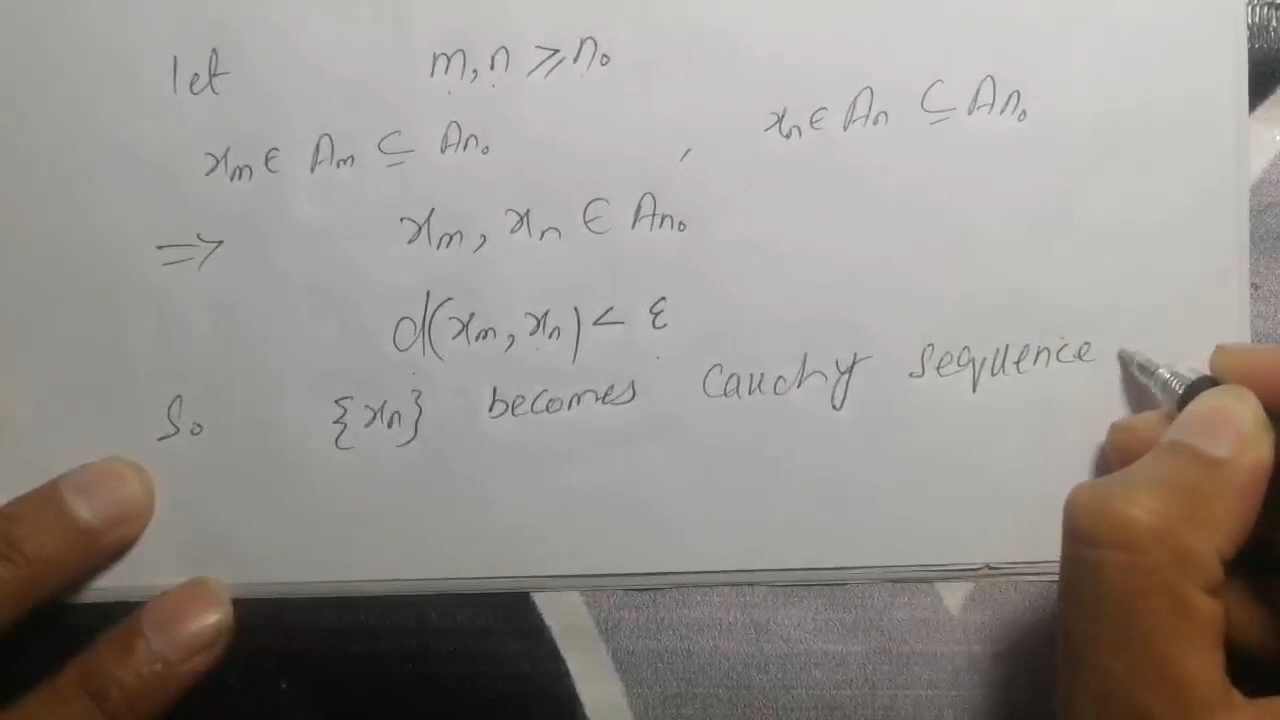 let m, n ⩾ n₀
xₘ ∈ Aₘ ⊆ Aₙ₀ , xₙ ∈ Aₙ ⊆ Aₙ₀
⇒ xₘ, xₙ ∈ Aₙ₀
d(xₘ, xₙ) < ε
So {xₙ} becomes cauchy sequence